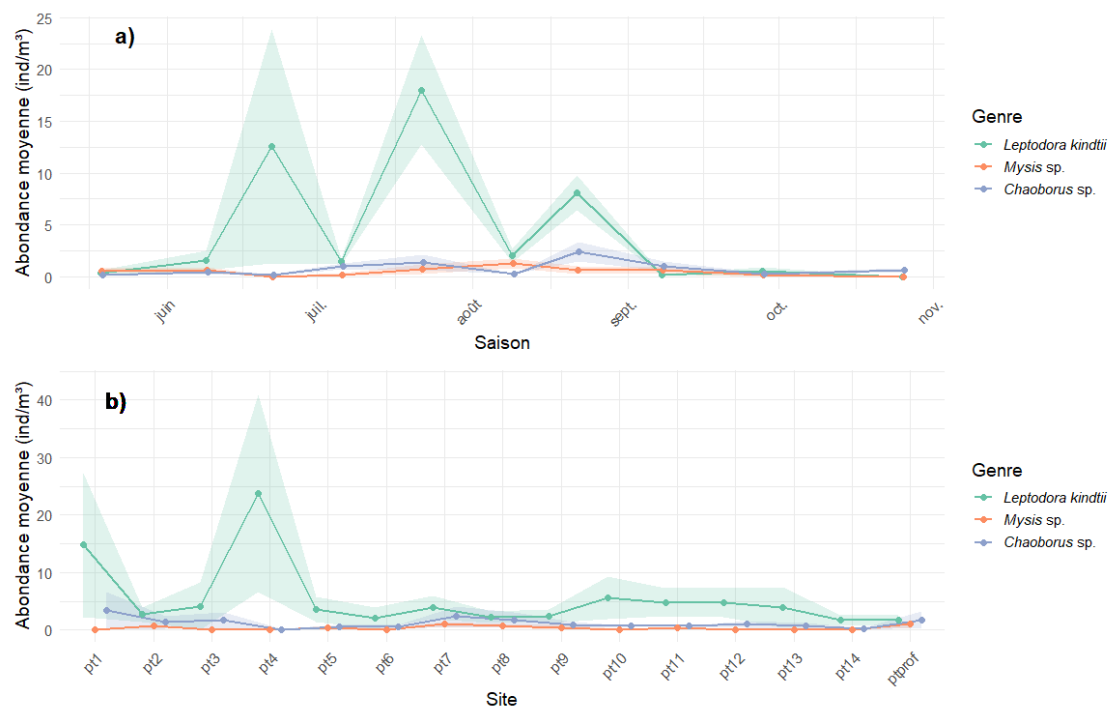 a)
Abondance moyenne (ind/m³)
25
20
15
10
5
0
juin
juil.
août
sept.
oct.
nov.
Saison
Genre
Leptodora kindtii
Mysis sp.
Chaoborus sp.
b)
Abondance moyenne (ind/m³)
40
30
20
10
0
pt1
pt2
pt3
pt4
pt5
pt6
pt7
pt8
pt9
pt10
pt11
pt12
pt13
pt14
ptprof
Site
Genre
Leptodora kindtii
Mysis sp.
Chaoborus sp.